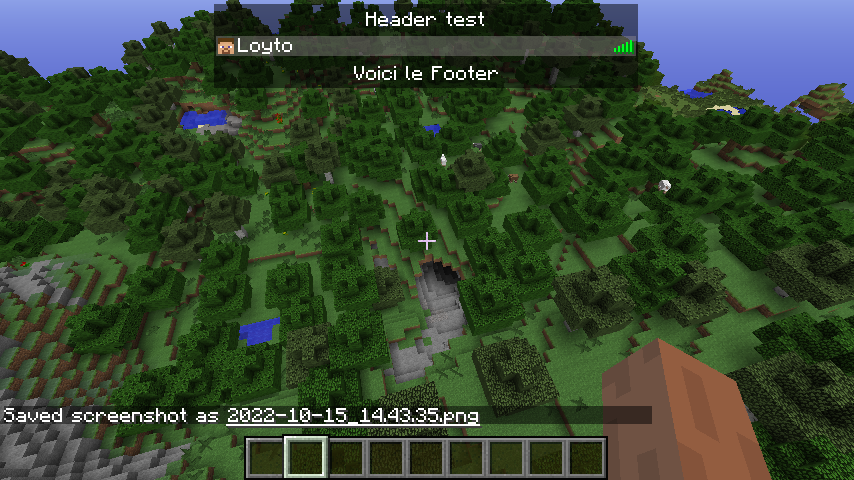 Header test
Loyto
Voici le Footer
Saved screenshot as 2022-10-15_14.43.35.png